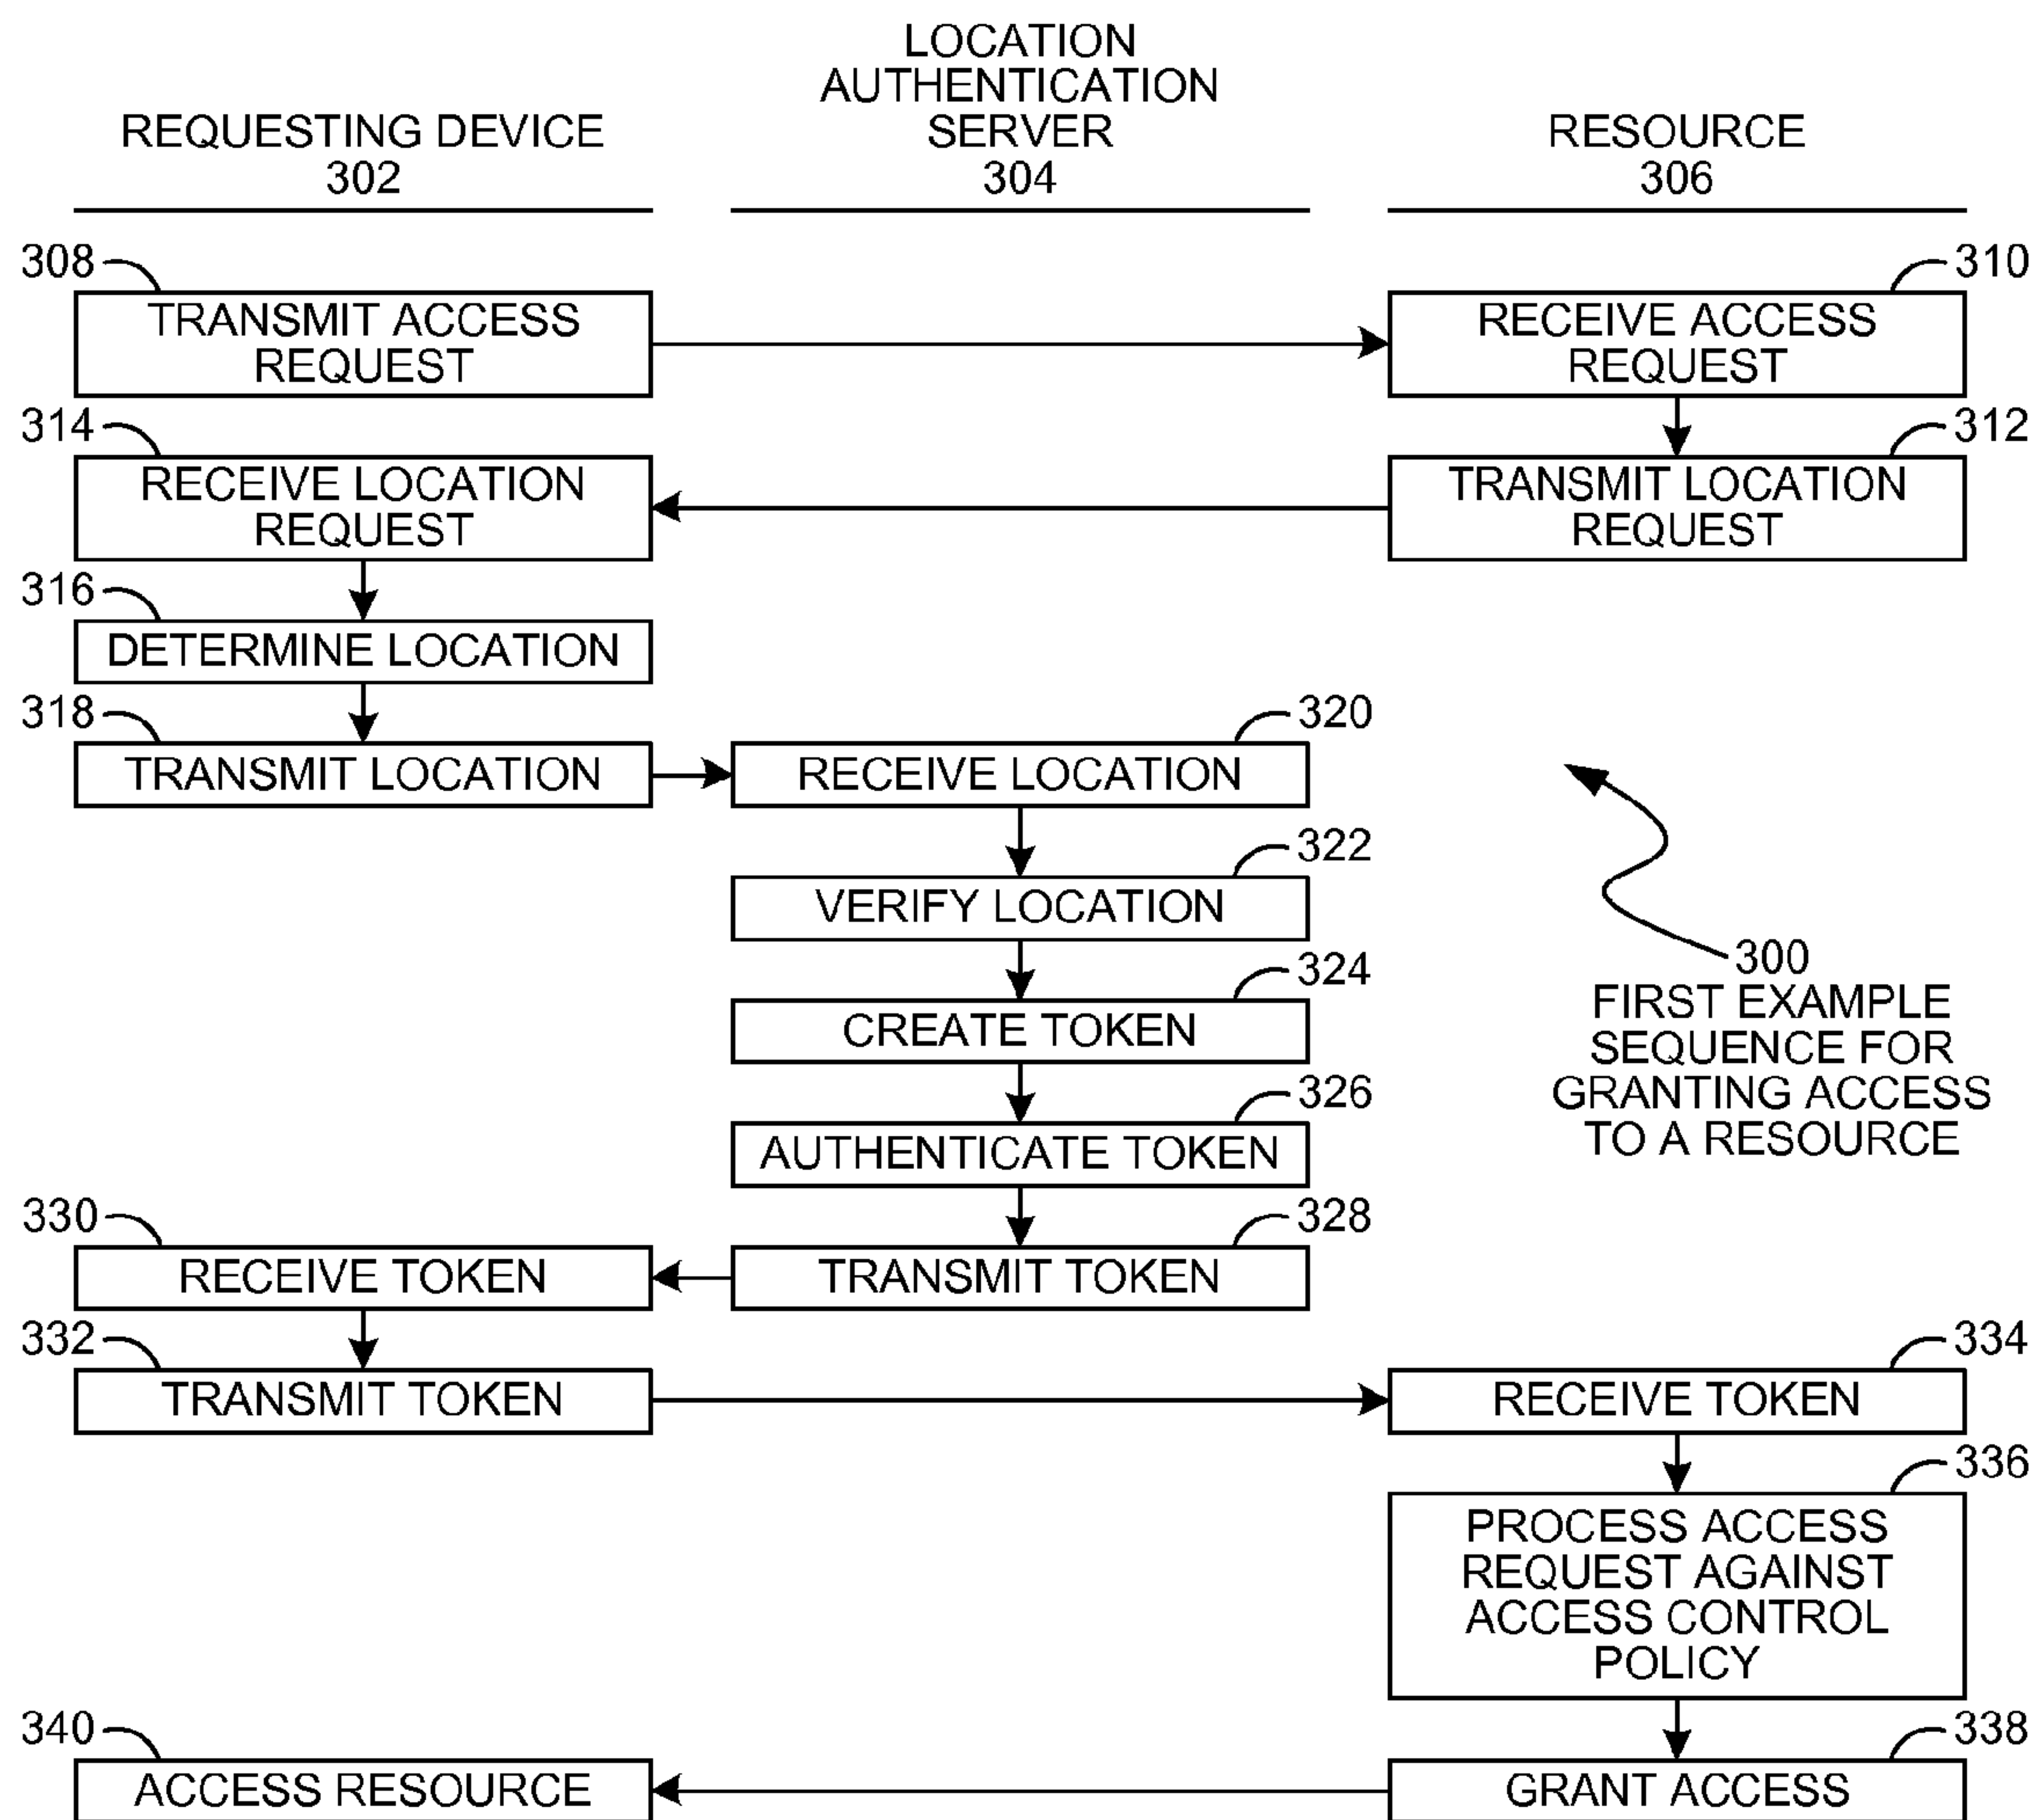 REQUESTING DEVICE
302
LOCATION
AUTHENTICATION
SERVER
304
RESOURCE
306
308
TRANSMIT ACCESS
REQUEST
310
RECEIVE ACCESS
REQUEST
314
RECEIVE LOCATION
REQUEST
312
TRANSMIT LOCATION
REQUEST
316
DETERMINE LOCATION
318
TRANSMIT LOCATION
320
RECEIVE LOCATION
322
VERIFY LOCATION
324
CREATE TOKEN
300
FIRST EXAMPLE
SEQUENCE FOR
GRANTING ACCESS
TO A RESOURCE
326
AUTHENTICATE TOKEN
330
RECEIVE TOKEN
328
TRANSMIT TOKEN
332
TRANSMIT TOKEN
334
RECEIVE TOKEN
336
PROCESS ACCESS
REQUEST AGAINST
ACCESS CONTROL
POLICY
340
ACCESS RESOURCE
338
GRANT ACCESS